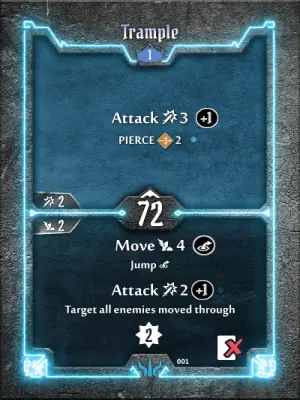 Trample
1
Attack 3 +1
PIERCE 2
2
72
2
Move 4
Jump
Attack 2 +1
Target all enemies moved through
2
001